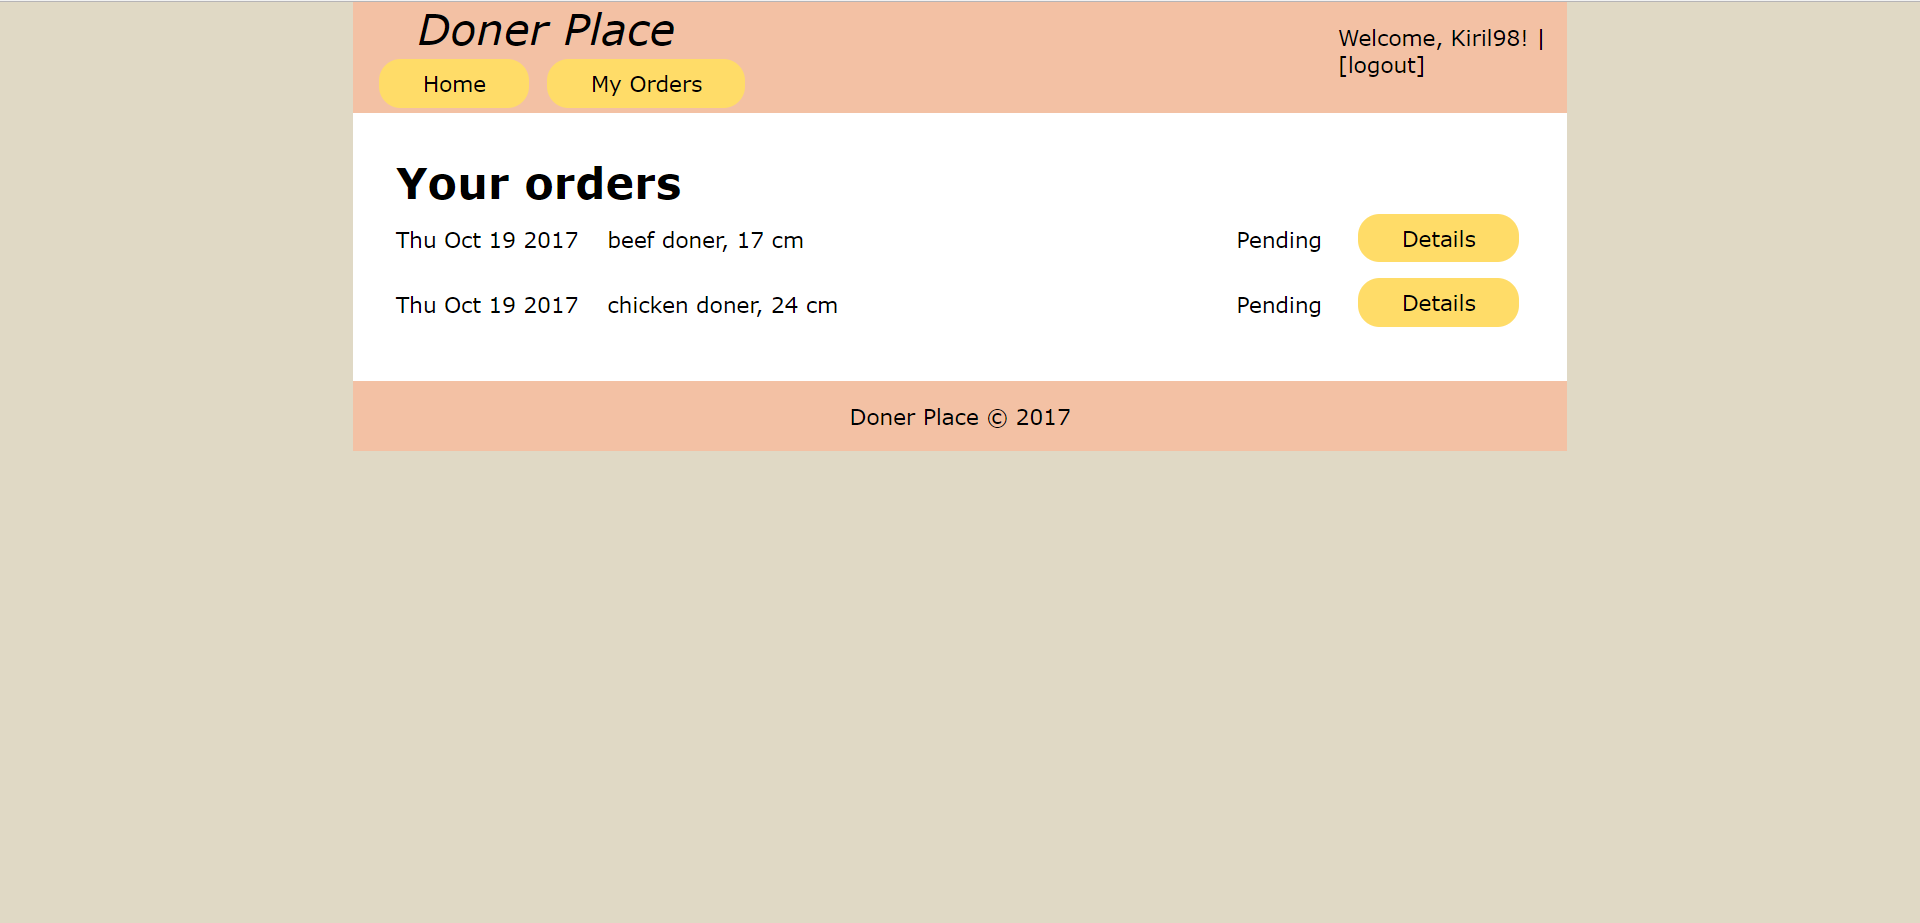 Doner Place
Welcome, Kiril98! |
[logout]
Home My Orders
Your orders
Thu Oct 19 2017 beef doner, 17 cm Pending Details
Thu Oct 19 2017 chicken doner, 24 cm Pending Details
Doner Place © 2017